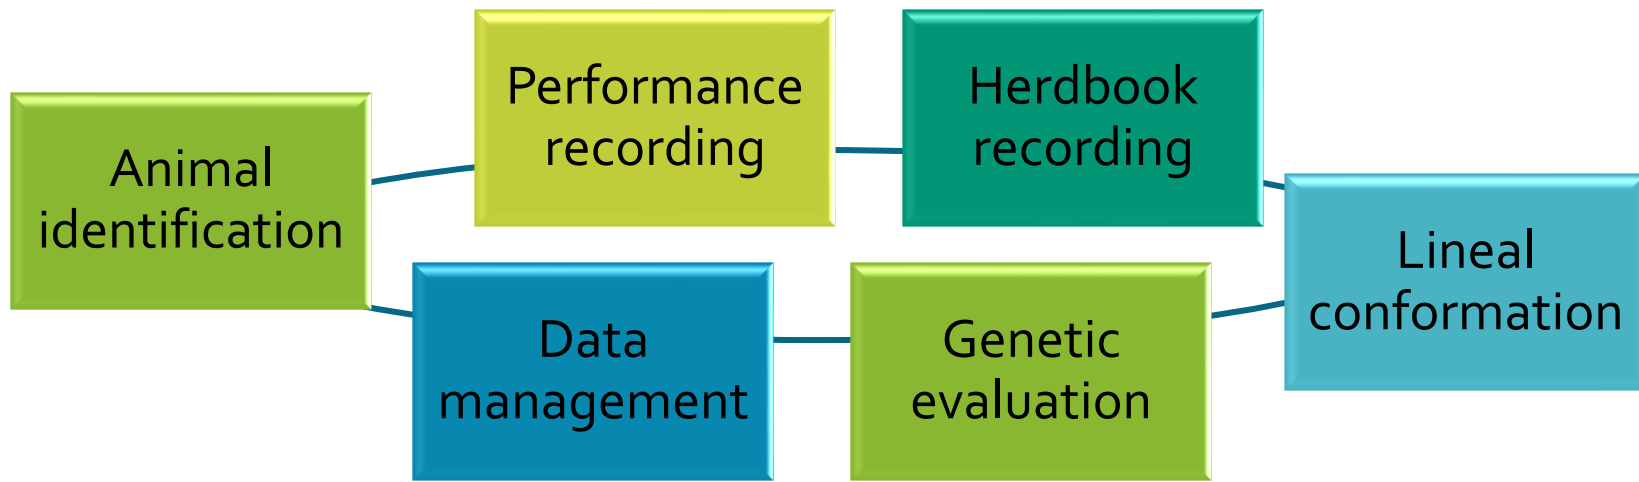 Performance
recording
Herdbook
recording
Animal
identification
Lineal
conformation
Data
management
Genetic
evaluation